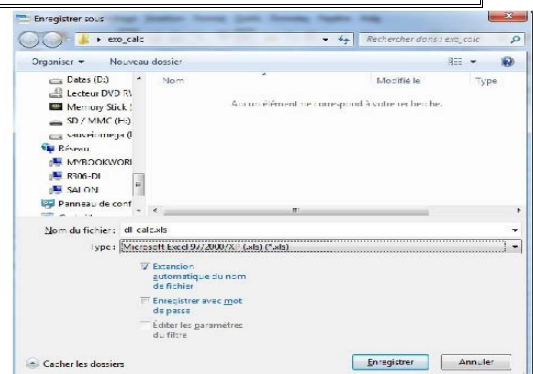 Enregistrer sous
exo_calc
Rechercher dans : exo_calc
Organiser
Nouveau dossier
Nom
Modifié le
Type
Aucun élément ne correspond à votre recherche.
Datas (D:)
Lecteur DVD RW
Memory Stick
SD / MMC (H:)
Réseau
MYBOOKWORL
R306-DI
SALON
Panneau de conf
Nom du fichier :
calc.xls
Type : Microsoft Excel 97/2000/XP (.xls) (*.xls)
Extension
automatique du nom
de fichier
Enregistrer avec mot
de passe
Éditer les paramètres
du filtre
Cacher les dossiers
Enregistrer
Annuler